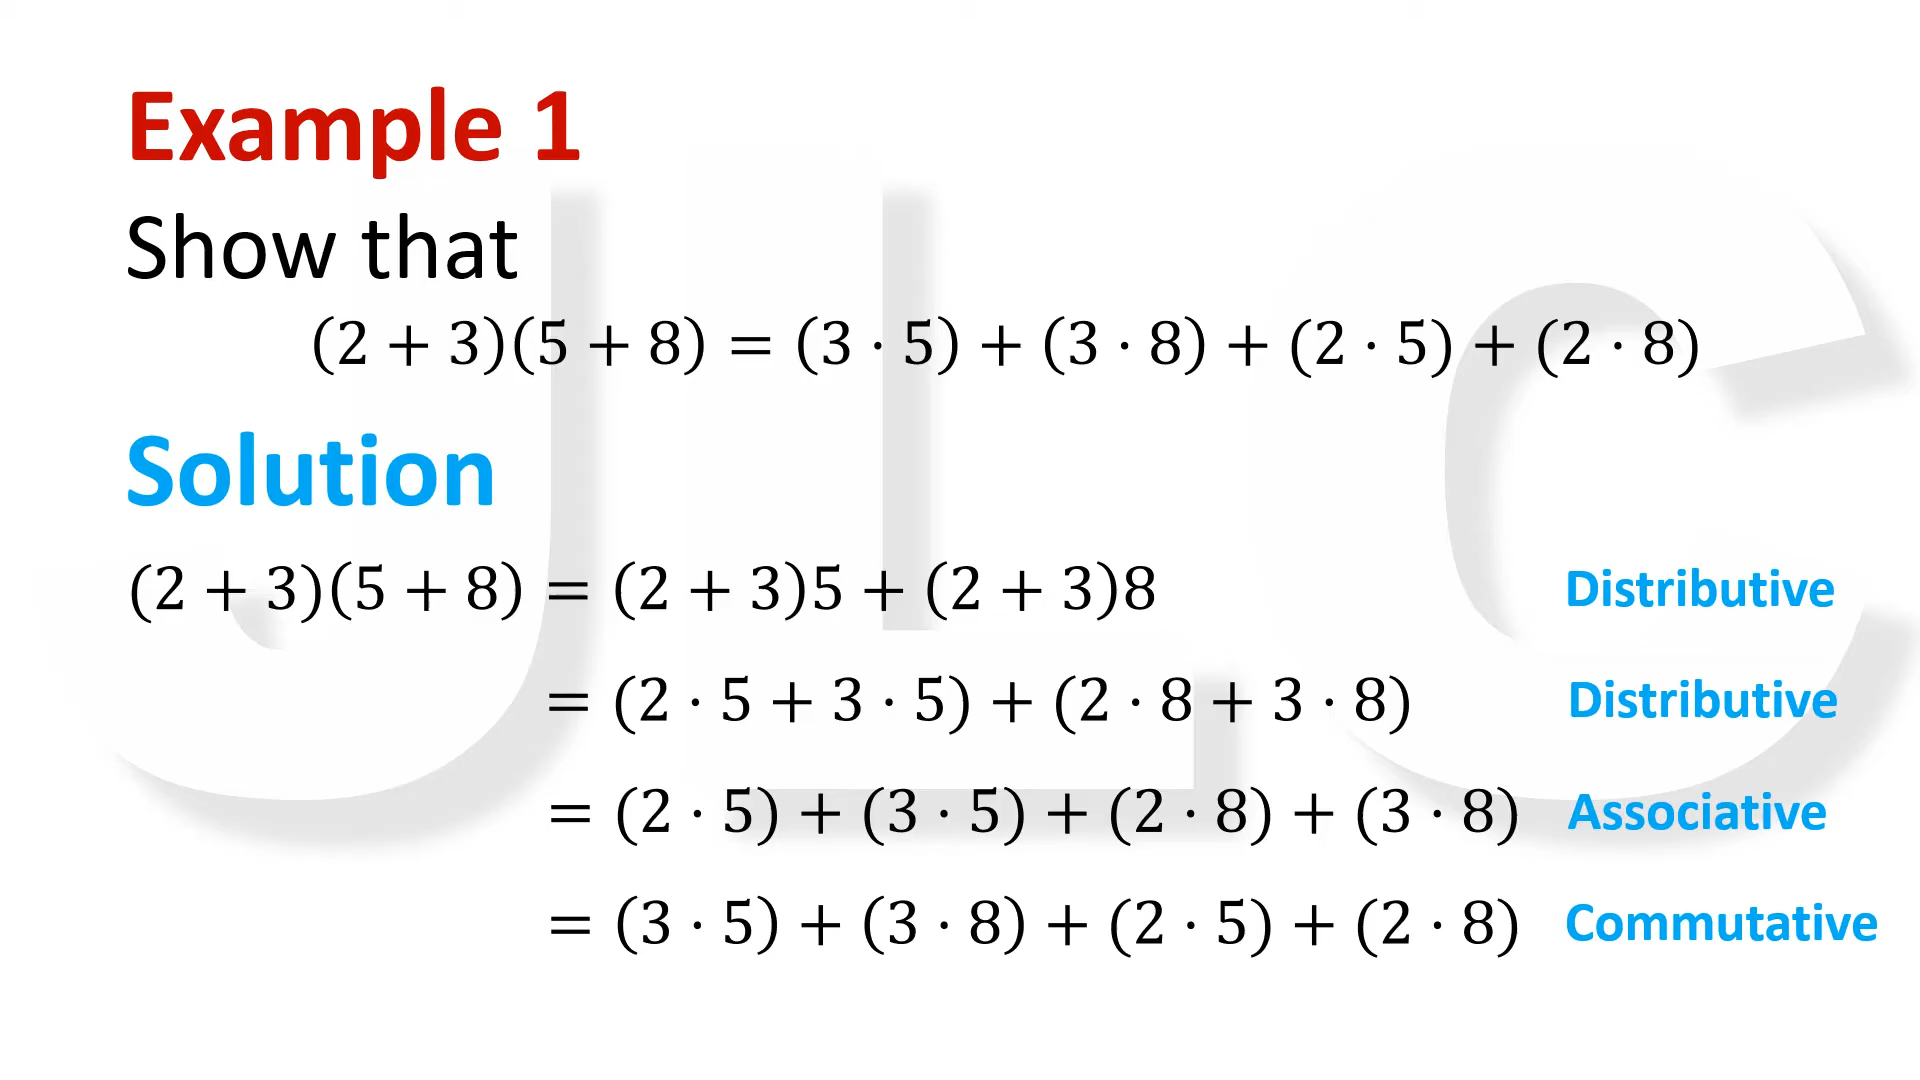 Example 1
Show that
(2 + 3)(5 + 8) = (3 · 5) + (3 · 8) + (2 · 5) + (2 · 8)
Solution
(2 + 3)(5 + 8) = (2 + 3)5 + (2 + 3)8 Distributive
= (2 · 5 + 3 · 5) + (2 · 8 + 3 · 8) Distributive
= (2 · 5) + (3 · 5) + (2 · 8) + (3 · 8) Associative
= (3 · 5) + (3 · 8) + (2 · 5) + (2 · 8) Commutative
JLC